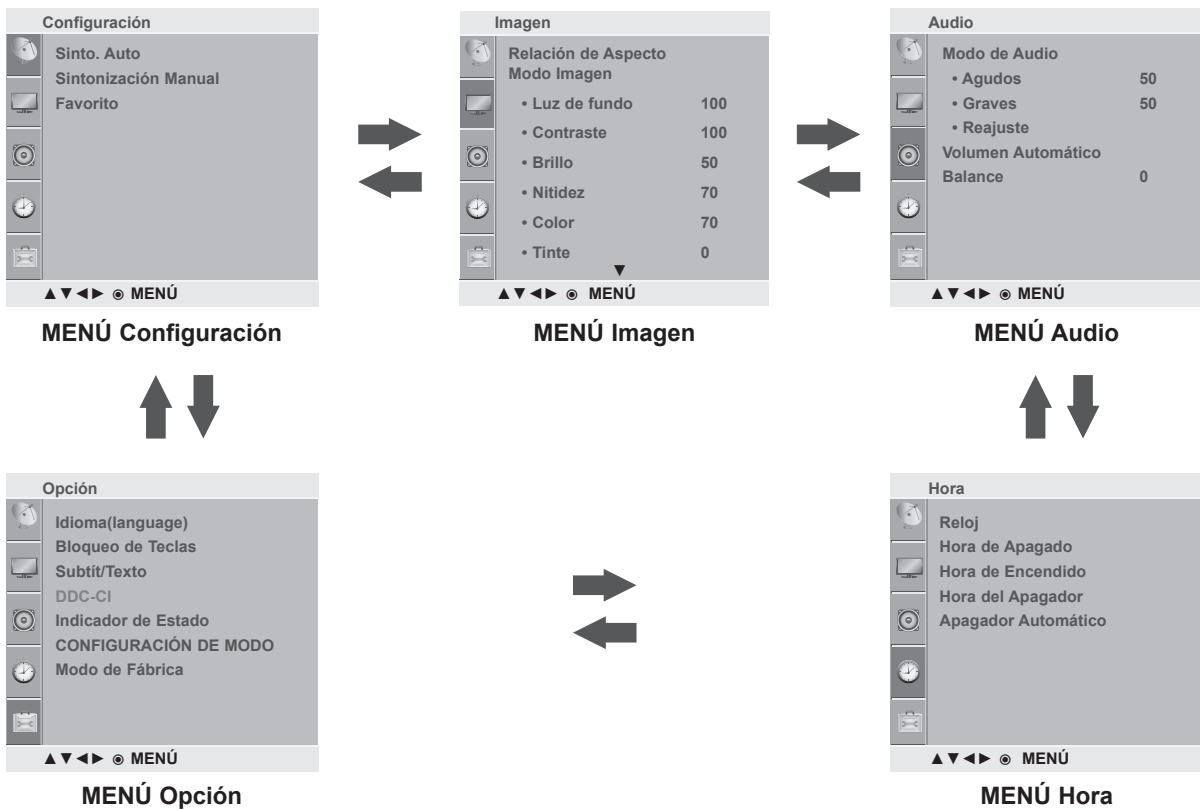 Configuración
Sinto. Auto
Sintonización Manual
Favorito
▲▼◄► ◉ MENÚ
MENÚ Configuración
Imagen
Relación de Aspecto
Modo Imagen
• Luz de fundo 100
• Contraste 100
• Brillo 50
• Nitidez 70
• Color 70
• Tinte 0
▼
▲▼◄► ◉ MENÚ
MENÚ Imagen
Audio
Modo de Audio
• Agudos 50
• Graves 50
• Reajuste
Volumen Automático
Balance 0
▲▼◄► ◉ MENÚ
MENÚ Audio
Opción
Idioma(language)
Bloqueo de Teclas
Subtít/Texto
DDC-CI
Indicador de Estado
CONFIGURACIÓN DE MODO
Modo de Fábrica
▲▼◄► ◉ MENÚ
MENÚ Opción
Hora
Reloj
Hora de Apagado
Hora de Encendido
Hora del Apagador
Apagador Automático
▲▼◄► ◉ MENÚ
MENÚ Hora